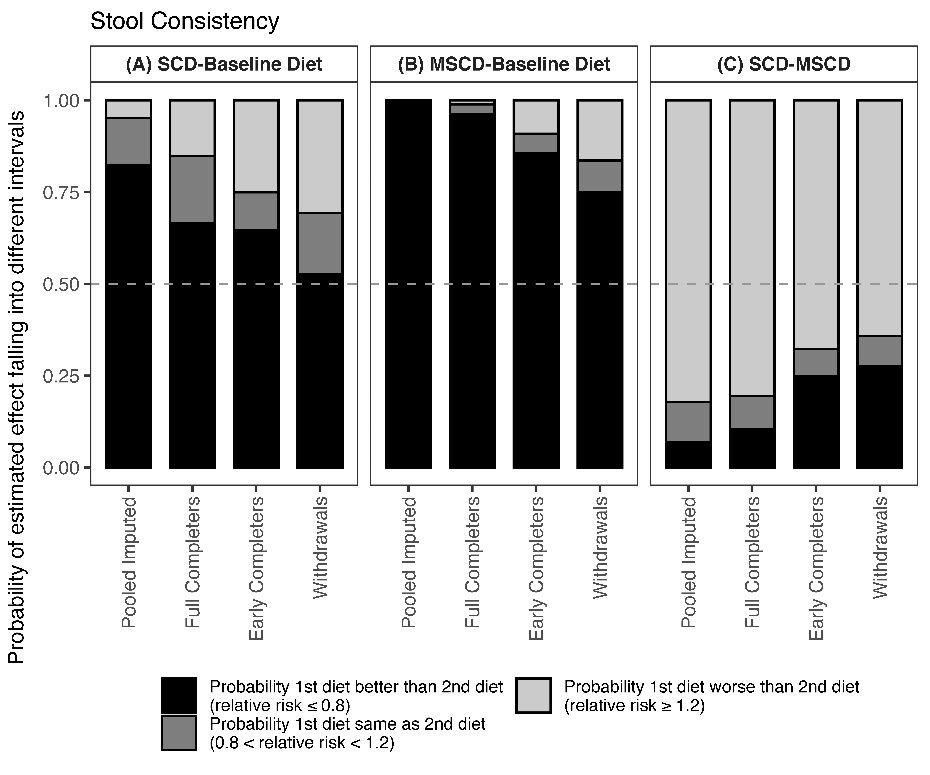 Stool Consistency
(A) SCD-Baseline Diet
(B) MSCD-Baseline Diet
(C) SCD-MSCD
Probability of estimated effect falling into different intervals
1.00
0.75
0.50
0.25
0.00
Pooled Imputed
Full Completers
Early Completers
Withdrawals
Pooled Imputed
Full Completers
Early Completers
Withdrawals
Pooled Imputed
Full Completers
Early Completers
Withdrawals
Probability 1st diet better than 2nd diet
(relative risk ≤ 0.8)
Probability 1st diet same as 2nd diet
(0.8 < relative risk < 1.2)
Probability 1st diet worse than 2nd diet
(relative risk ≥ 1.2)